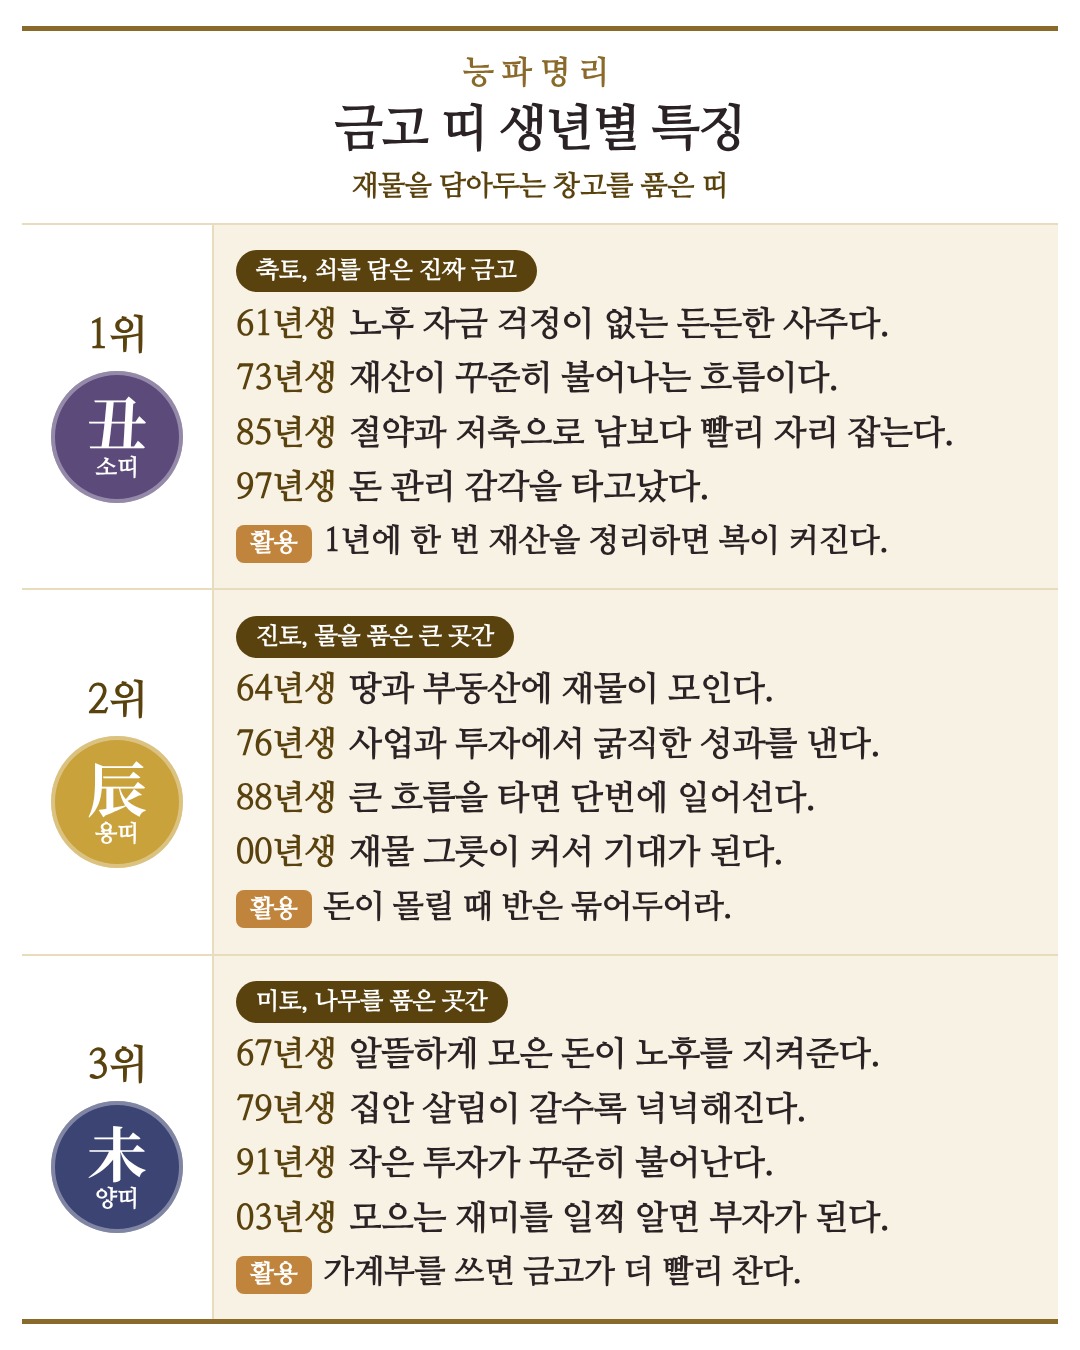 능파명리
금고 띠 생년별 특징
재물을 담아두는 창고를 품은 띠
1위
丑
소띠
축토, 쇠를 담은 진짜 금고
61년생 노후 자금 걱정이 없는 든든한 사주다.
73년생 재산이 꾸준히 불어나는 흐름이다.
85년생 절약과 저축으로 남보다 빨리 자리 잡는다.
97년생 돈 관리 감각을 타고났다.
활용 1년에 한 번 재산을 정리하면 복이 커진다.
2위
辰
용띠
진토, 물을 품은 큰 곳간
64년생 땅과 부동산에 재물이 모인다.
76년생 사업과 투자에서 굵직한 성과를 낸다.
88년생 큰 흐름을 타면 단번에 일어선다.
00년생 재물 그릇이 커서 기대가 된다.
활용 돈이 몰릴 때 반은 묶어두어라.
3위
未
양띠
미토, 나무를 품은 곳간
67년생 알뜰하게 모은 돈이 노후를 지켜준다.
79년생 집안 살림이 갈수록 넉넉해진다.
91년생 작은 투자가 꾸준히 불어난다.
03년생 모으는 재미를 일찍 알면 부자가 된다.
활용 가계부를 쓰면 금고가 더 빨리 찬다.